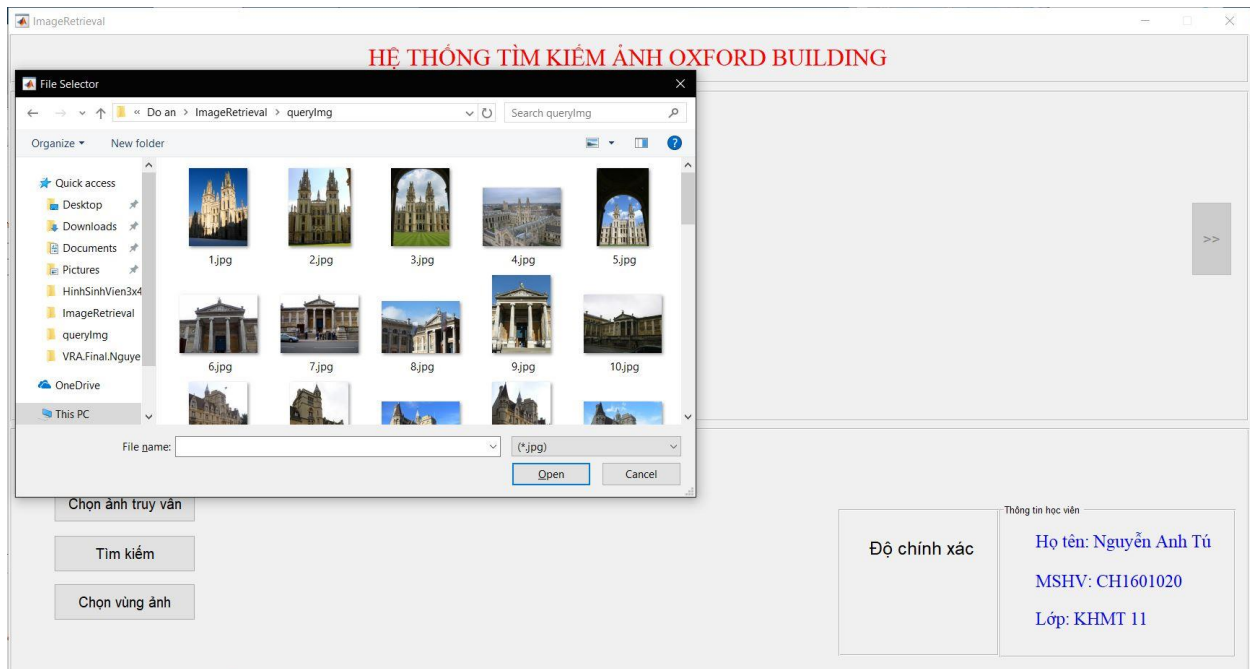 ImageRetrieval
HỆ THỐNG TÌM KIẾM ẢNH OXFORD BUILDING
File Selector
« Do an > ImageRetrieval > queryImg
Search queryImg
Organize
New folder
Quick access
Desktop
Downloads
Documents
Pictures
HinhSinhVien3x4
ImageRetrieval
queryImg
VRA.Final.Nguye
OneDrive
This PC
1.jpg 2.jpg 3.jpg 4.jpg 5.jpg
6.jpg 7.jpg 8.jpg 9.jpg 10.jpg
File name:
(*.jpg)
Open Cancel
>>
Chọn ảnh truy vấn
Tìm kiếm
Chọn vùng ảnh
Độ chính xác
Thông tin học viên
Họ tên: Nguyễn Anh Tú
MSHV: CH1601020
Lớp: KHMT 11